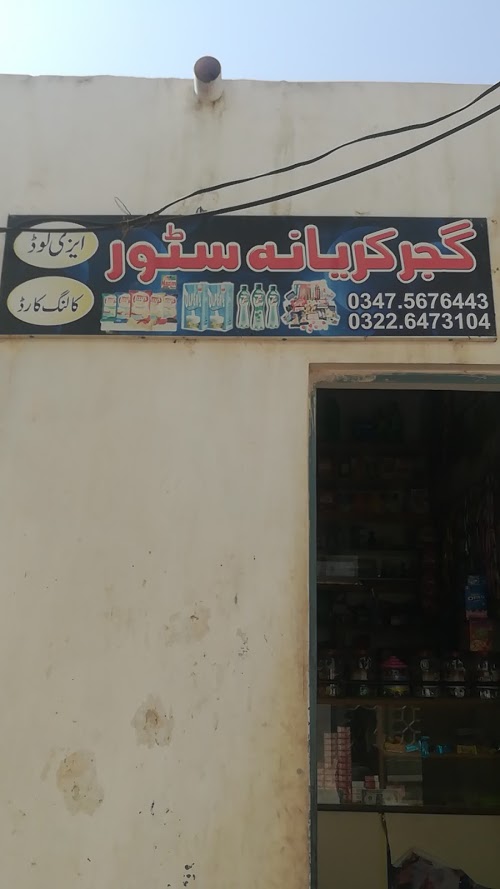 گجر کریانہ سٹور
ایزی لوڈ
کالنگ کارڈ
0347.5676443
0322.6473104